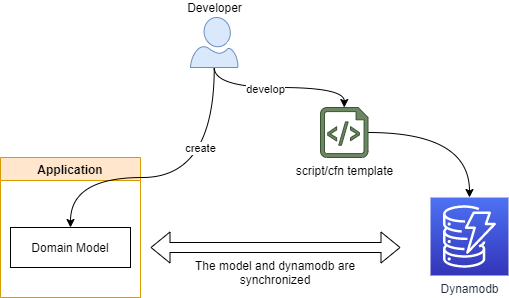 Developer
develop
create
script/cfn template
Application
Domain Model
The model and dynamodb are
synchronized
Dynamodb